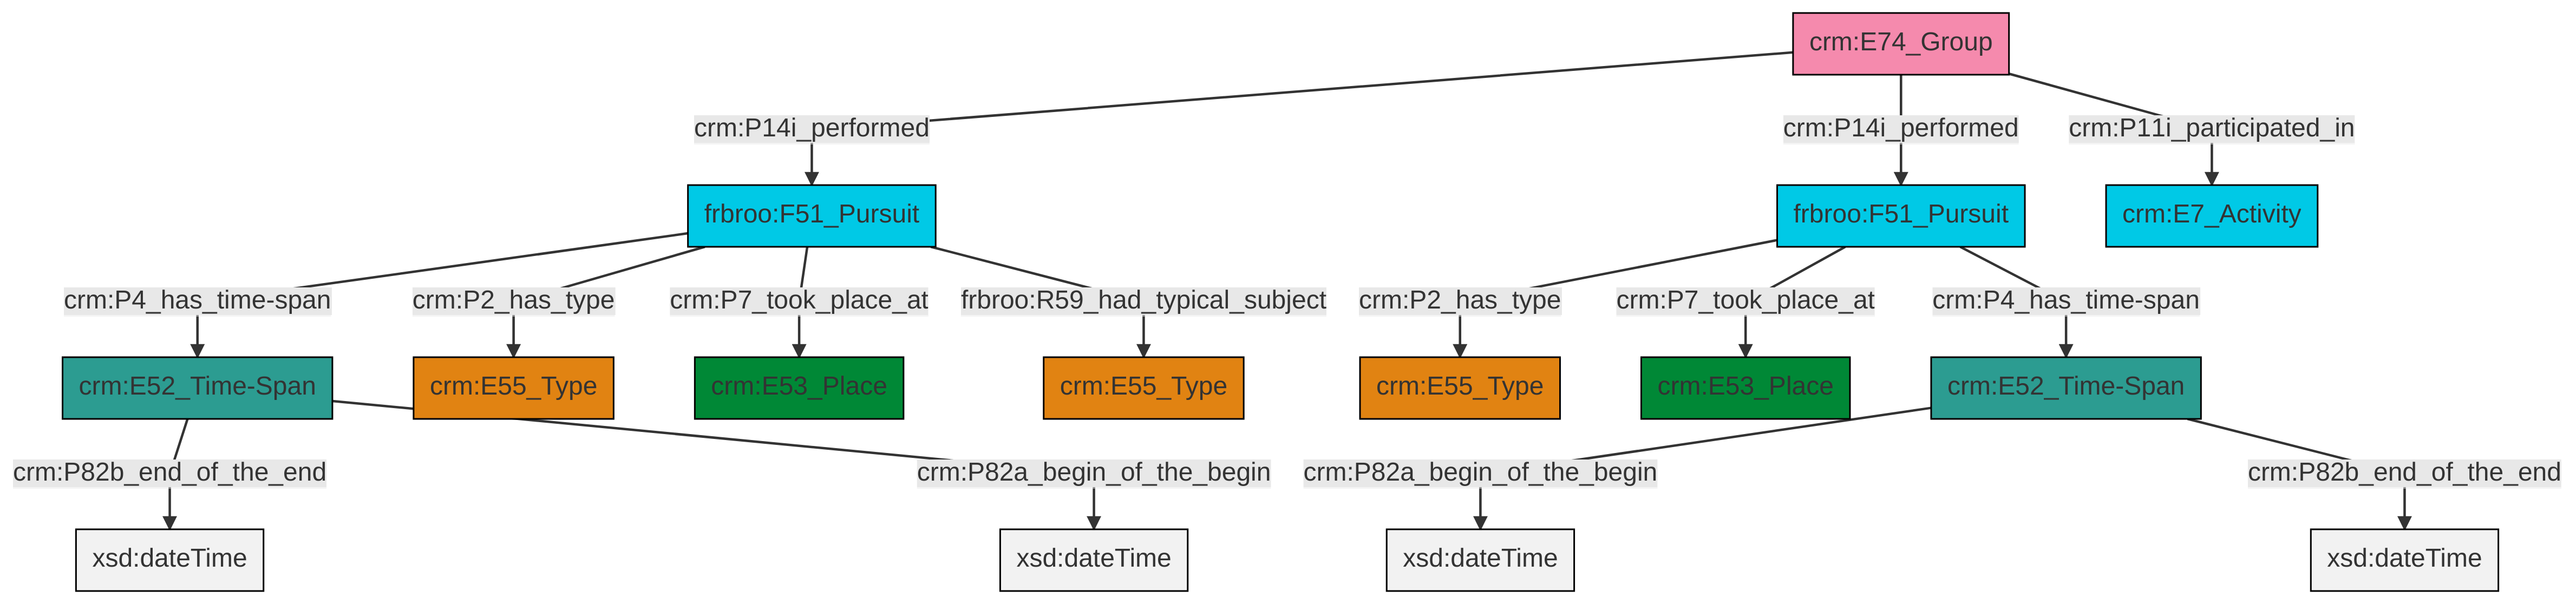 crm:E74_Group
crm:P14i_performed
crm:P14i_performed
crm:P11i_participated_in
frbroo:F51_Pursuit
frbroo:F51_Pursuit
crm:E7_Activity
crm:P4_has_time-span
crm:P2_has_type
crm:P7_took_place_at
frbroo:R59_had_typical_subject
crm:P2_has_type
crm:P7_took_place_at
crm:P4_has_time-span
crm:E52_Time-Span
crm:E55_Type
crm:E53_Place
crm:E55_Type
crm:E55_Type
crm:E53_Place
crm:E52_Time-Span
crm:P82b_end_of_the_end
crm:P82a_begin_of_the_begin
crm:P82a_begin_of_the_begin
crm:P82b_end_of_the_end
xsd:dateTime
xsd:dateTime
xsd:dateTime
xsd:dateTime